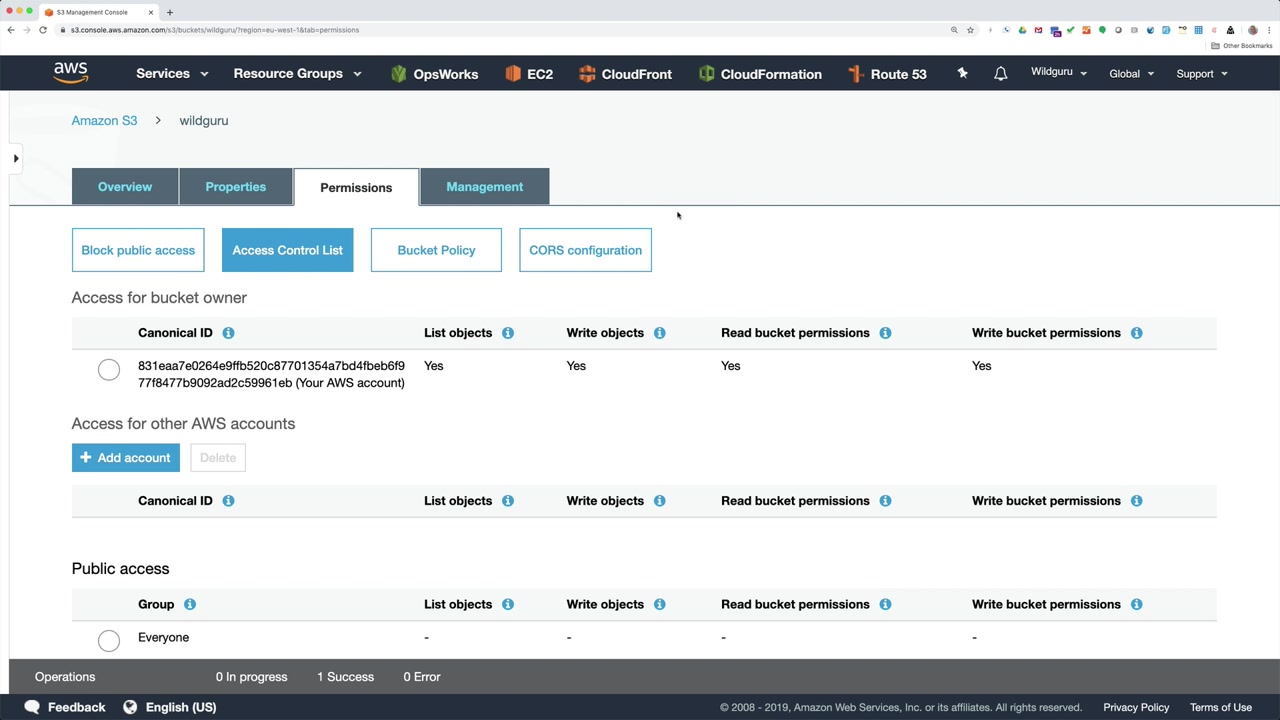 S3 Management Console
s3.console.aws.amazon.com/s3/buckets/wildguru/?region=eu-west-1&tab=permissions
Other Bookmarks
aws Services Resource Groups OpsWorks EC2 CloudFront CloudFormation Route 53 Wildguru Global Support
Amazon S3 > wildguru
Overview Properties Permissions Management
Block public access Access Control List Bucket Policy CORS configuration
Access for bucket owner
Canonical ID List objects Write objects Read bucket permissions Write bucket permissions
831eaa7e0264e9ffb520c87701354a7bd4fbeb6f9 Yes Yes Yes Yes
77f8477b9092ad2c59961eb (Your AWS account)
Access for other AWS accounts
+ Add account Delete
Canonical ID List objects Write objects Read bucket permissions Write bucket permissions
Public access
Group List objects Write objects Read bucket permissions Write bucket permissions
Everyone - - - -
Operations 0 In progress 1 Success 0 Error
Feedback English (US) © 2008 - 2019, Amazon Web Services, Inc. or its affiliates. All rights reserved. Privacy Policy Terms of Use